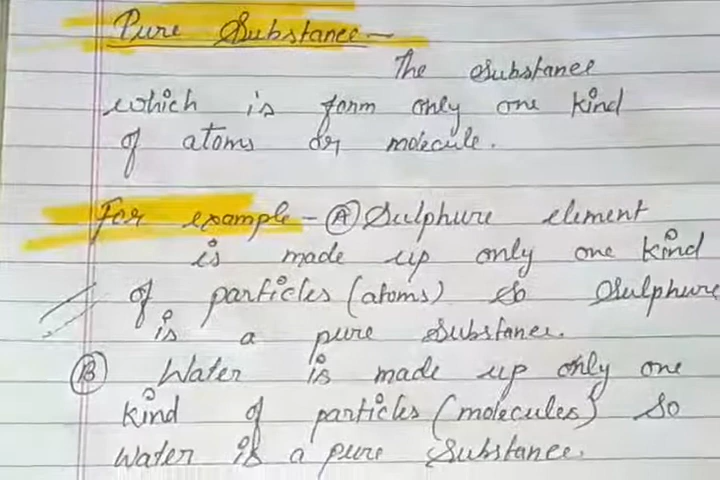 Pure Substance -
The substance
which is form only one kind
of atoms or molecule.
For example - (A) Sulphure element
is made up only one kind
of particles (atoms) so Sulphure
is a pure substance.
(B) Water is made up only one
kind of particles (molecules) so
Water is a pure Substance.